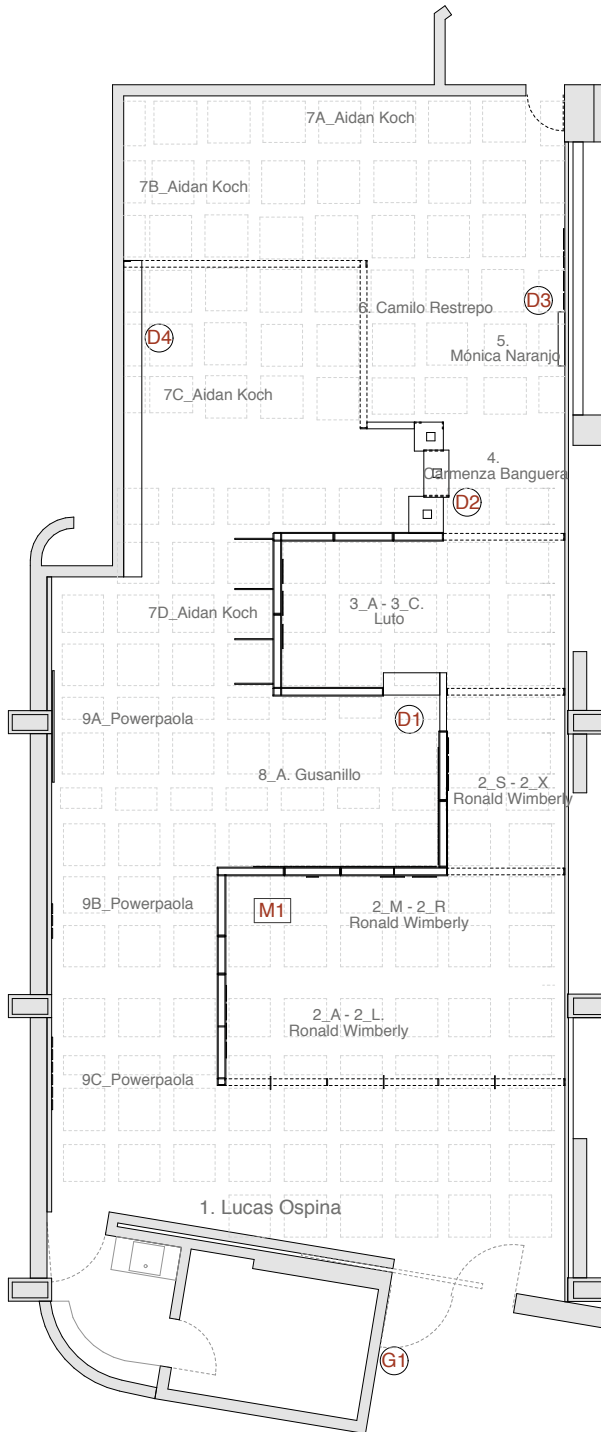 7A_Aidan Koch
7B_Aidan Koch
D3
6. Camilo Restrepo
D4
5.
Mónica Naranjo
7C_Aidan Koch
4.
Carmenza Banguera
D2
3_A - 3_C.
Luto
7D_Aidan Koch
9A_Powerpaola
D1
8_A. Gusanillo
2_S - 2_X
Ronald Wimberly
9B_Powerpaola
M1
2_M - 2_R
Ronald Wimberly
2_A - 2_L.
Ronald Wimberly
9C_Powerpaola
1. Lucas Ospina
G1